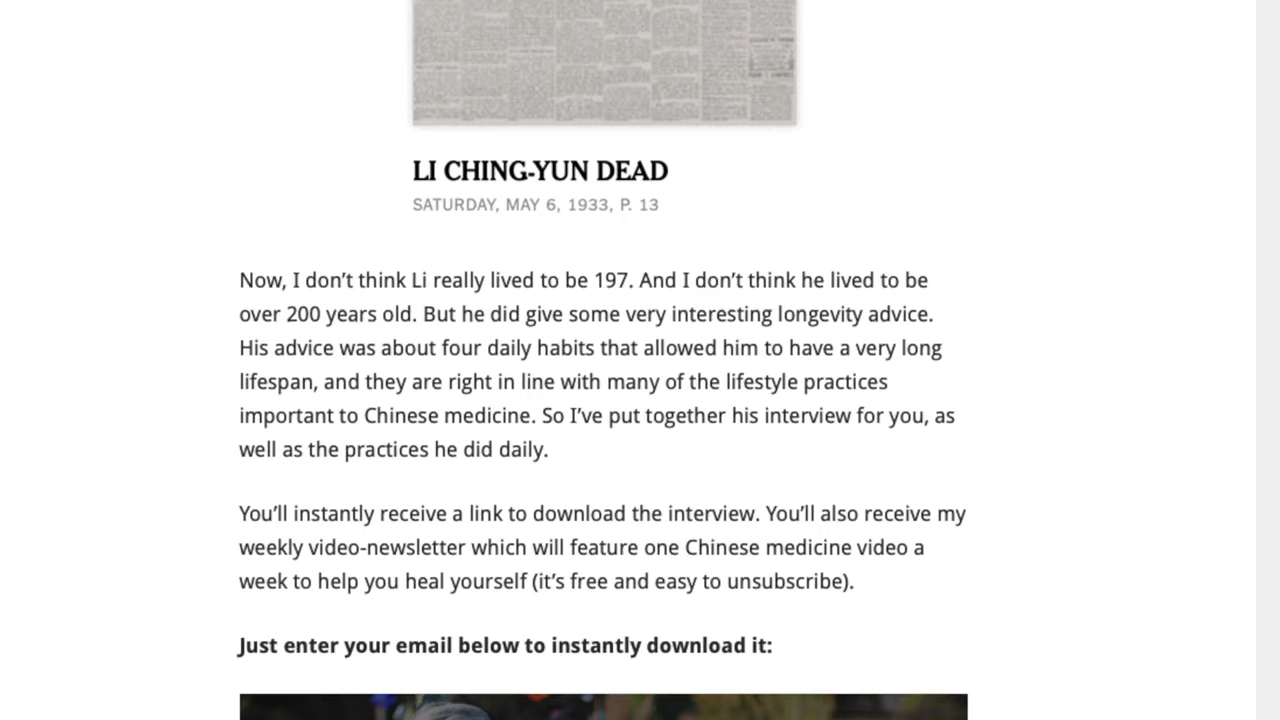 LI CHING-YUN DEAD
SATURDAY, MAY 6, 1933, P. 13
Now, I don’t think Li really lived to be 197. And I don’t think he lived to be
over 200 years old. But he did give some very interesting longevity advice.
His advice was about four daily habits that allowed him to have a very long
lifespan, and they are right in line with many of the lifestyle practices
important to Chinese medicine. So I’ve put together his interview for you, as
well as the practices he did daily.
You’ll instantly receive a link to download the interview. You’ll also receive my
weekly video-newsletter which will feature one Chinese medicine video a
week to help you heal yourself (it’s free and easy to unsubscribe).
Just enter your email below to instantly download it: